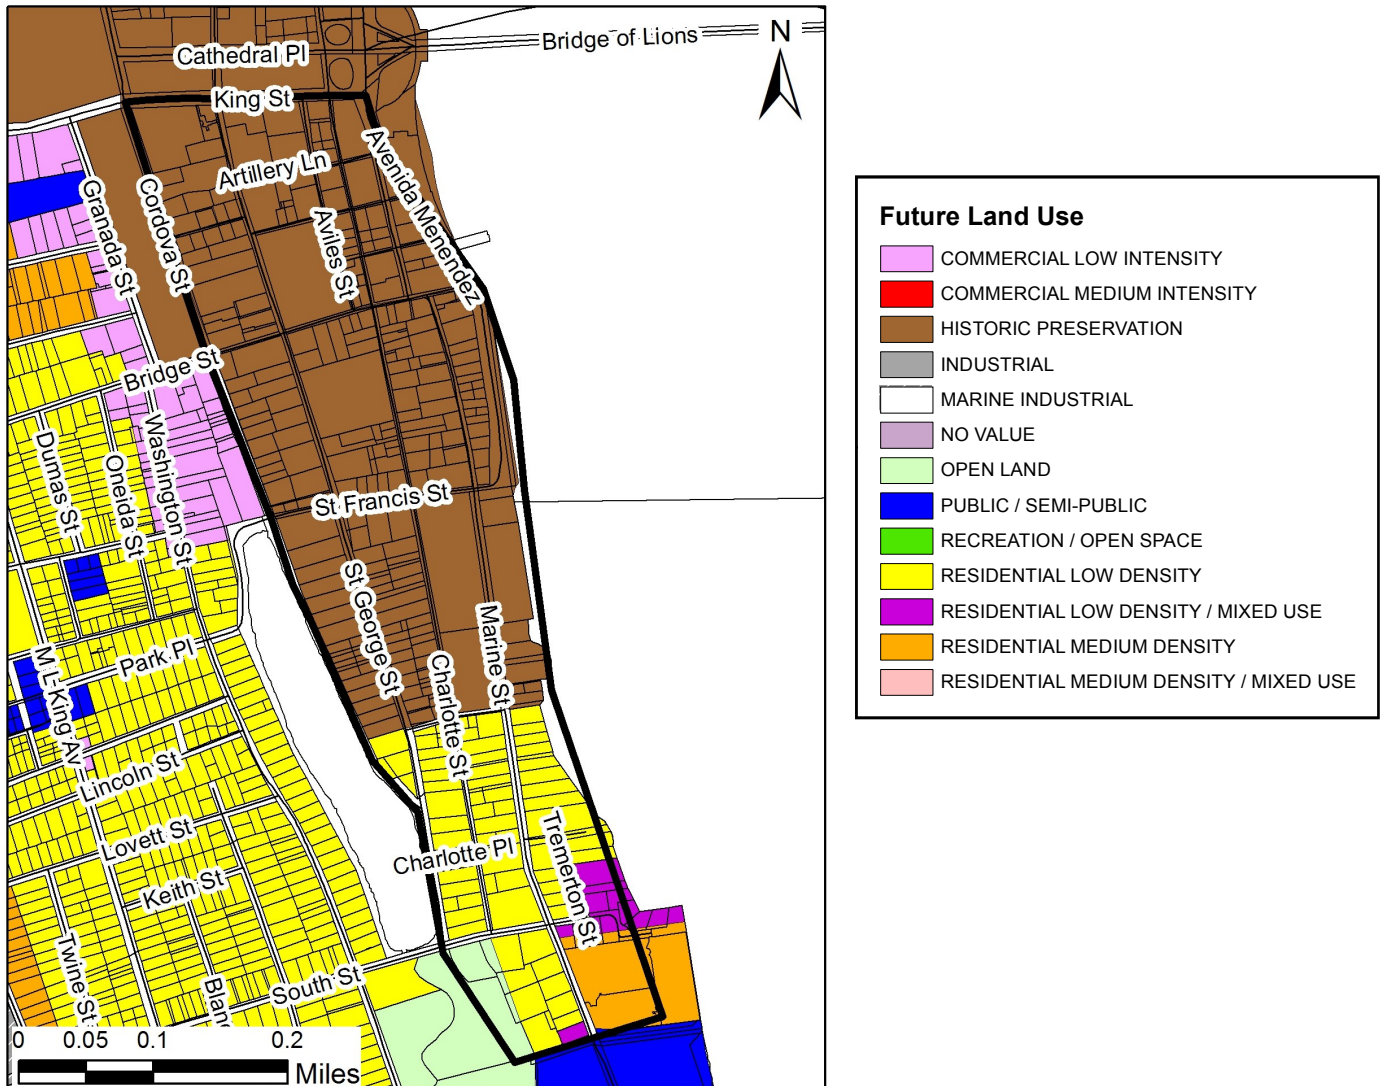 Cathedral Pl
Bridge of Lions
N
King St
Artillery Ln
Avenida Menendez
Granada St
Cordova St
Aviles St
Bridge St
Dumas St
Oneida St
Washington St
St Francis St
St George St
Marine St
Charlotte St
M L King Av
Park Pl
Lincoln St
Lovett St
Keith St
Charlotte Pl
Tremerton St
Twine St
Blan
South St
0 0.05 0.1 0.2
Miles
Future Land Use
COMMERCIAL LOW INTENSITY
COMMERCIAL MEDIUM INTENSITY
HISTORIC PRESERVATION
INDUSTRIAL
MARINE INDUSTRIAL
NO VALUE
OPEN LAND
PUBLIC / SEMI-PUBLIC
RECREATION / OPEN SPACE
RESIDENTIAL LOW DENSITY
RESIDENTIAL LOW DENSITY / MIXED USE
RESIDENTIAL MEDIUM DENSITY
RESIDENTIAL MEDIUM DENSITY / MIXED USE